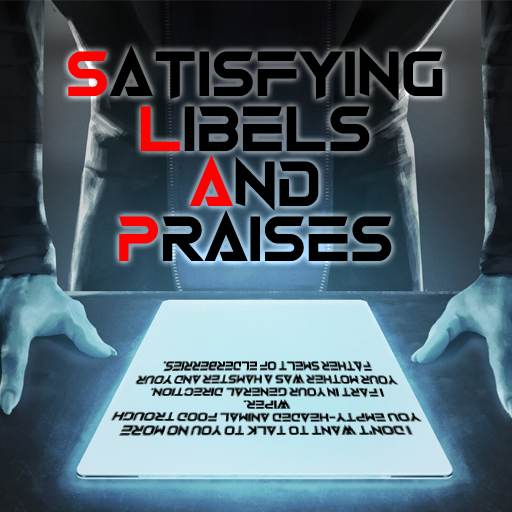 SATISFYING
LIBELS
AND
PRAISES
I DON'T WANT TO TALK TO YOU NO MORE
YOU EMPTY-HEADED ANIMAL FOOD TROUGH
WIPER.
I FART IN YOUR GENERAL DIRECTION.
YOUR MOTHER WAS A HAMSTER AND YOUR
FATHER SMELT OF ELDERBERRIES.